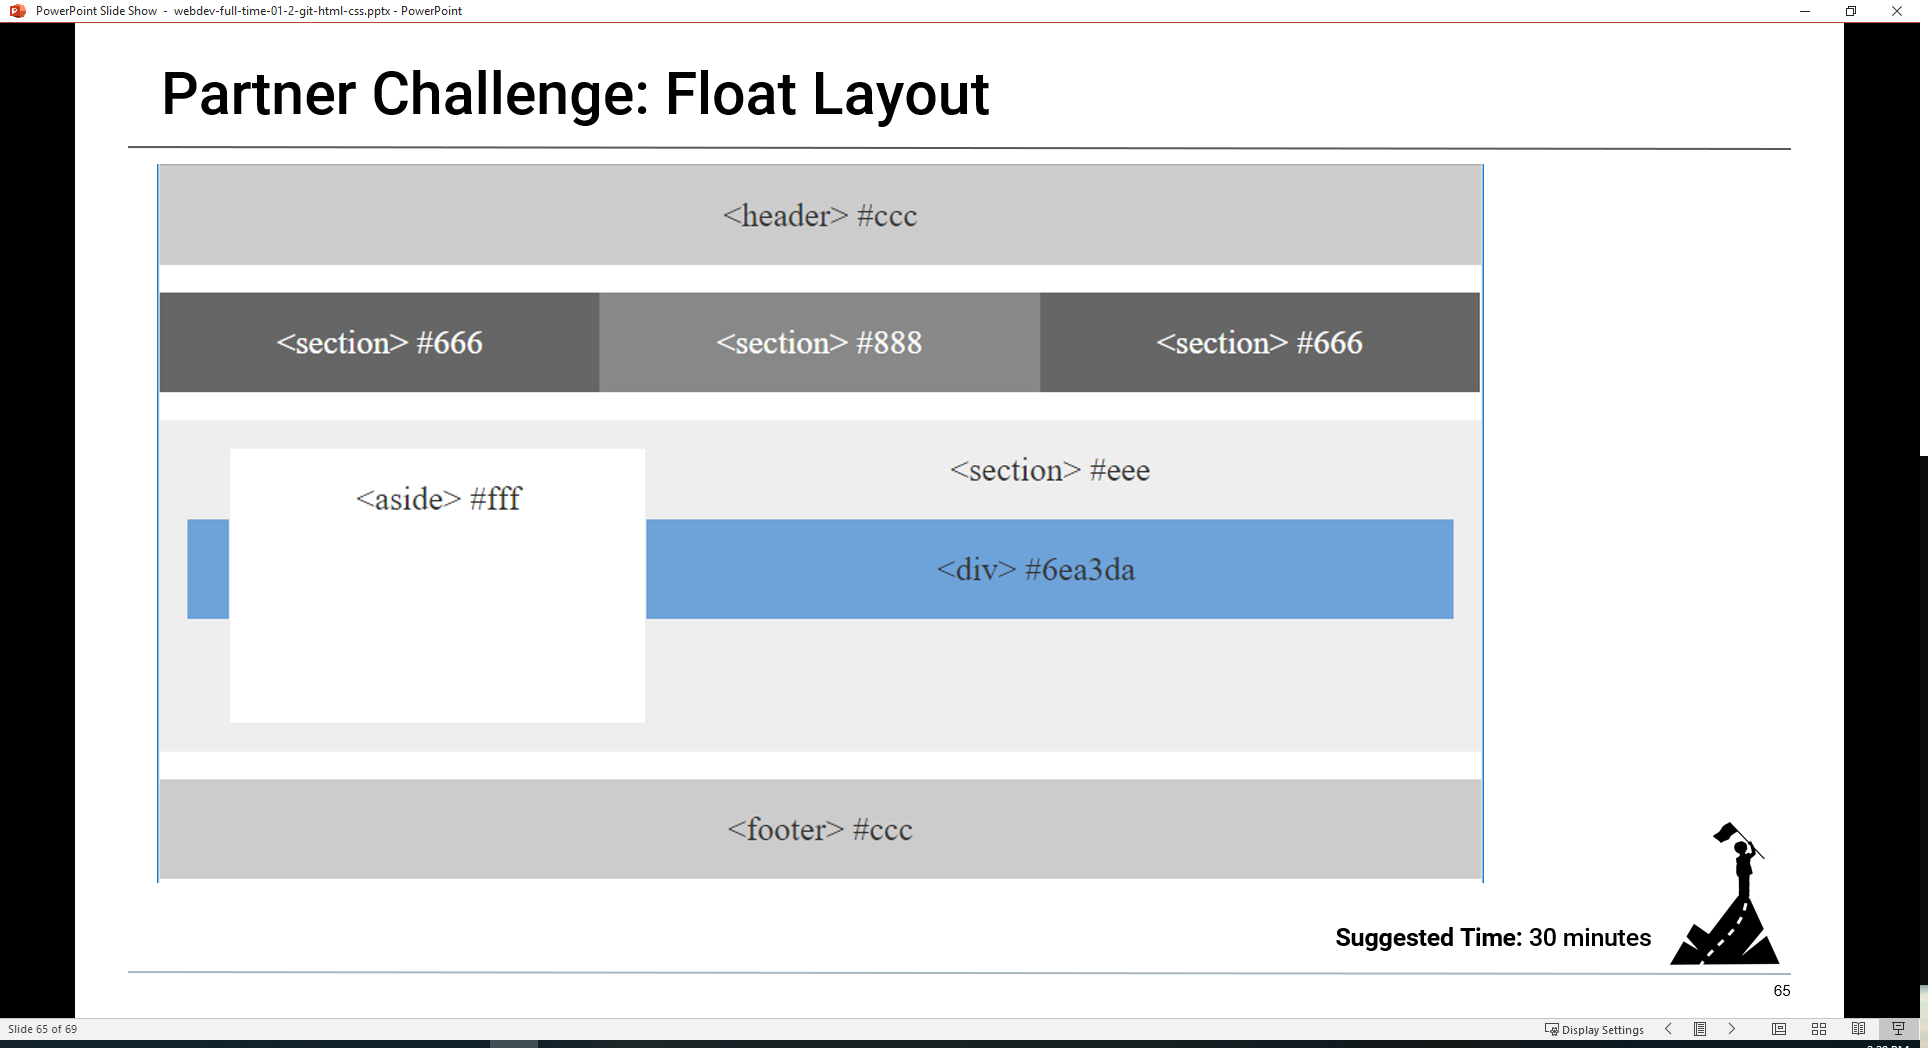 PowerPoint Slide Show - webdev-full-time-01-2-git-html-css.pptx - PowerPoint
Partner Challenge: Float Layout
<header> #ccc
<section> #666 <section> #888 <section> #666
<section> #eee
<aside> #fff
<div> #6ea3da
<footer> #ccc
Suggested Time: 30 minutes
65
Slide 65 of 69 Display Settings